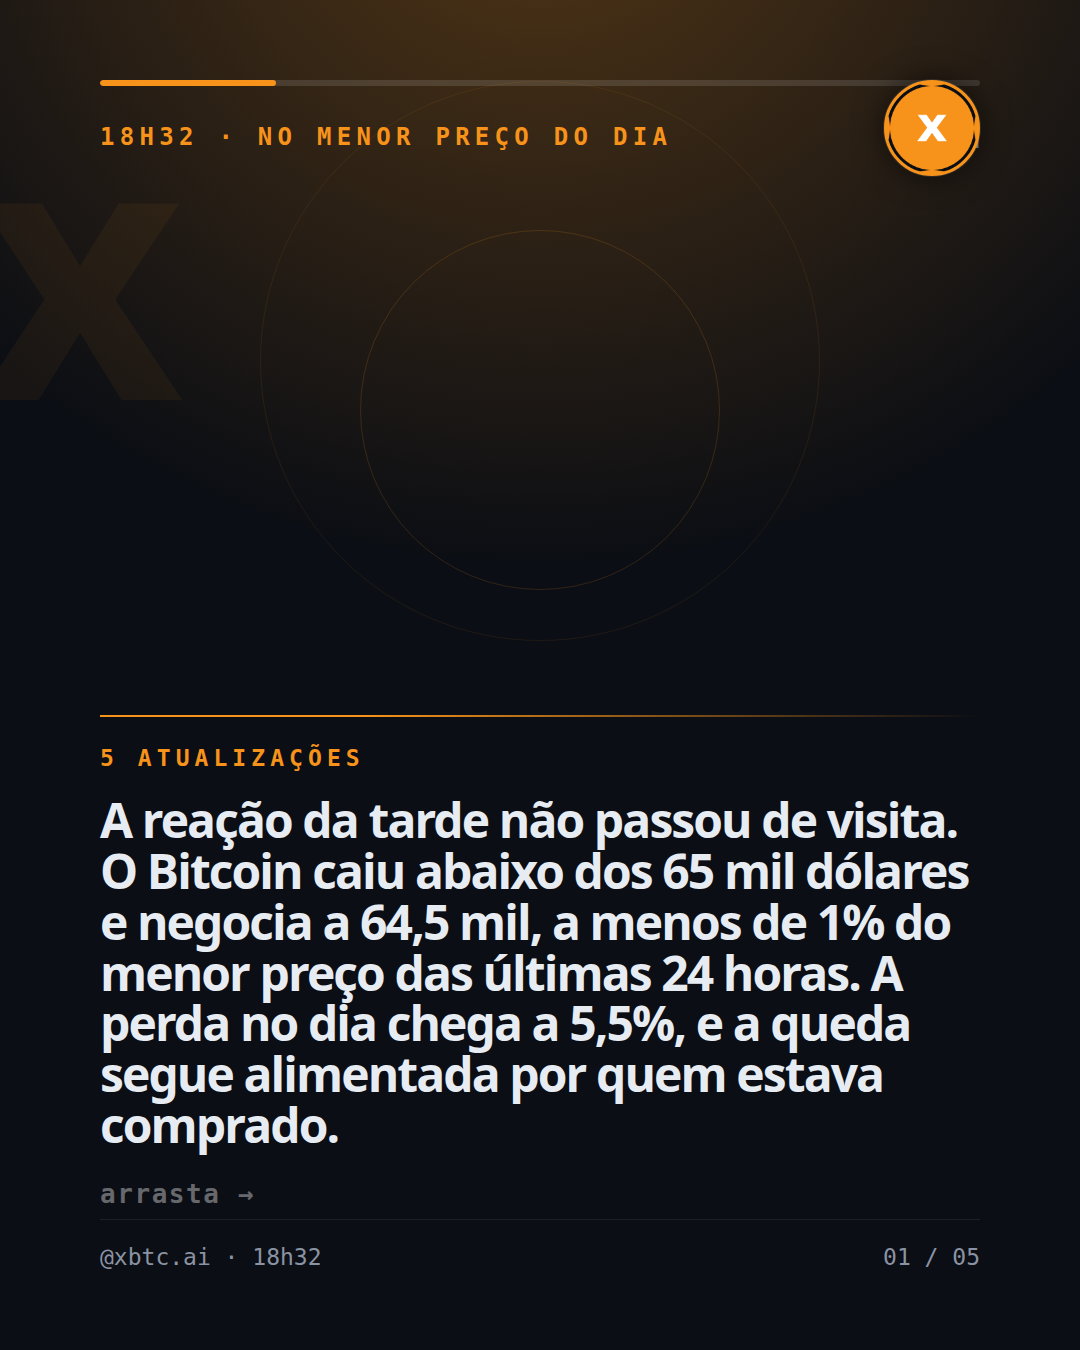 18H32 · NO MENOR PREÇO DO DIA
x
x
5 ATUALIZAÇÕES
A reação da tarde não passou de visita.
O Bitcoin caiu abaixo dos 65 mil dólares
e negocia a 64,5 mil, a menos de 1% do
menor preço das últimas 24 horas. A
perda no dia chega a 5,5%, e a queda
segue alimentada por quem estava
comprado.
arrasta →
@xbtc.ai · 18h32
01 / 05